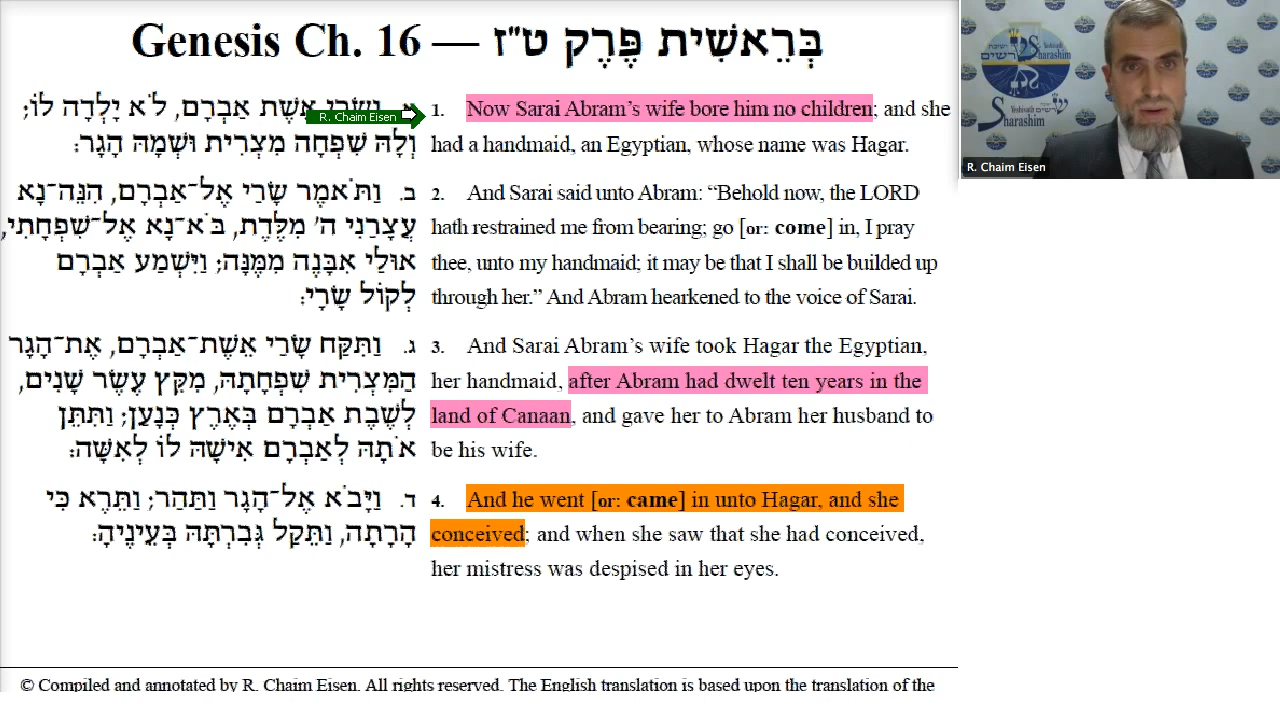 Genesis Ch. 16 — בְּרֵאשִׁית פֶּרֶק ט"ז
אֵשֶׁת אַבְרָם, לֹא יָלְדָה לוֹ;
וְלָהּ שִׁפְחָה מִצְרִית וּשְׁמָהּ הָגָר:
ב. וַתֹּאמֶר שָׂרַי אֶל־אַבְרָם, הִנֵּה־נָא
עֲצָרַנִי ה' מִלֶּדֶת, בֹּא־נָא אֶל־שִׁפְחָתִי,
אוּלַי אִבָּנֶה מִמֶּנָּה; וַיִּשְׁמַע אַבְרָם
לְקוֹל שָׂרָי:
ג. וַתִּקַּח שָׂרַי אֵשֶׁת־אַבְרָם, אֶת־הָגָר
הַמִּצְרִית שִׁפְחָתָהּ, מִקֵּץ עֶשֶׂר שָׁנִים,
לְשֶׁבֶת אַבְרָם בְּאֶרֶץ כְּנָעַן; וַתִּתֵּן
אֹתָהּ לְאַבְרָם אִישָׁהּ לוֹ לְאִשָּׁה:
ד. וַיָּבֹא אֶל־הָגָר וַתַּהַר; וַתֵּרֶא כִּי
הָרָתָה, וַתֵּקַל גְּבִרְתָּהּ בְּעֵינֶיהָ:
R. Chaim Eisen
1. Now Sarai Abram’s wife bore him no children; and she
had a handmaid, an Egyptian, whose name was Hagar.
2. And Sarai said unto Abram: “Behold now, the LORD
hath restrained me from bearing; go [or: come] in, I pray
thee, unto my handmaid; it may be that I shall be builded up
through her.” And Abram hearkened to the voice of Sarai.
3. And Sarai Abram’s wife took Hagar the Egyptian,
her handmaid, after Abram had dwelt ten years in the
land of Canaan, and gave her to Abram her husband to
be his wife.
4. And he went [or: came] in unto Hagar, and she
conceived; and when she saw that she had conceived,
her mistress was despised in her eyes.
© Compiled and annotated by R. Chaim Eisen. All rights reserved. The English translation is based upon the translation of the
Yeshivath
Sharashim
Yeshivath
Sharashim
R. Chaim Eisen